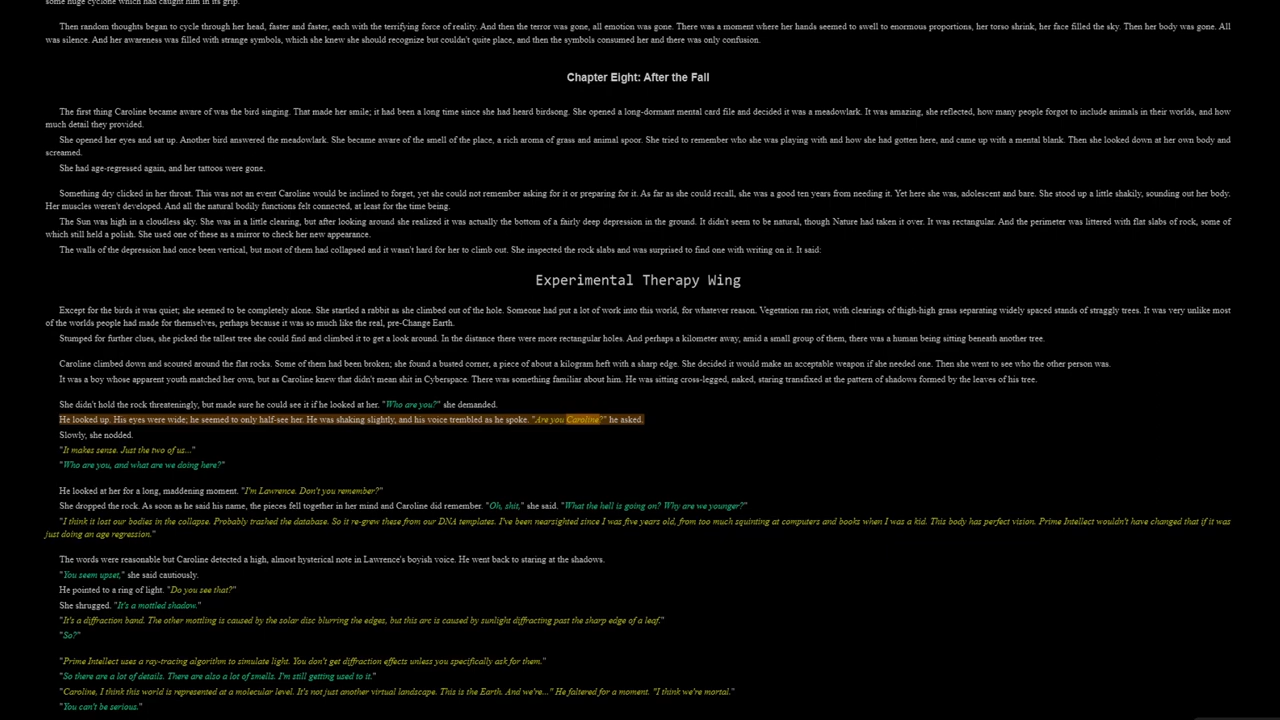 some huge cyclone which had caught him in its grip.
Then random thoughts began to cycle through her head, faster and faster, each with the terrifying force of reality. And then the terror was gone, all emotion was gone. There was a moment where her hands seemed to swell to enormous proportions, her torso shrink, her face filled the sky. Then her body was gone. All
was silence. And her awareness was filled with strange symbols, which she knew she should recognize but couldn't quite place, and then the symbols consumed her and there was only confusion.
Chapter Eight: After the Fall
The first thing Caroline became aware of was the bird singing. That made her smile; it had been a long time since she had heard birdsong. She opened a long-dormant mental card file and decided it was a meadowlark. It was amazing, she reflected, how many people forgot to include animals in their worlds, and how
much detail they provided.
She opened her eyes and sat up. Another bird answered the meadowlark. She became aware of the smell of the place, a rich aroma of grass and animal spoor. She tried to remember who she was playing with and how she had gotten here, and came up with a mental blank. Then she looked down at her own body and
screamed.
She had age-regressed again, and her tattoos were gone.
Something dry clicked in her throat. This was not an event Caroline would be inclined to forget, yet she could not remember asking for it or preparing for it. As far as she could recall, she was a good ten years from needing it. Yet here she was, adolescent and bare. She stood up a little shakily, sounding out her body.
Her muscles weren't developed. And all the natural bodily functions felt connected, at least for the time being.
The Sun was high in a cloudless sky. She was in a little clearing, but after looking around she realized it was actually the bottom of a fairly deep depression in the ground. It didn't seem to be natural, though Nature had taken it over. It was rectangular. And the perimeter was littered with flat slabs of rock, some of
which still held a polish. She used one of these as a mirror to check her new appearance.
The walls of the depression had once been vertical, but most of them had collapsed and it wasn't hard for her to climb out. She inspected the rock slabs and was surprised to find one with writing on it. It said:
Experimental Therapy Wing
Except for the birds it was quiet; she seemed to be completely alone. She startled a rabbit as she climbed out of the hole. Someone had put a lot of work into this world, for whatever reason. Vegetation ran riot, with clearings of thigh-high grass separating widely spaced stands of straggly trees. It was very unlike most
of the worlds people had made for themselves, perhaps because it was so much like the real, pre-Change Earth.
Stumped for further clues, she picked the tallest tree she could find and climbed it to get a look around. In the distance there were more rectangular holes. And perhaps a kilometer away, amid a small group of them, there was a human being sitting beneath another tree.
Caroline climbed down and scouted around the flat rocks. Some of them had been broken; she found a busted corner, a piece of about a kilogram heft with a sharp edge. She decided it would make an acceptable weapon if she needed one. Then she went to see who the other person was.
It was a boy whose apparent youth matched her own, but as Caroline knew that didn't mean shit in Cyberspace. There was something familiar about him. He was sitting cross-legged, naked, staring transfixed at the pattern of shadows formed by the leaves of his tree.
She didn't hold the rock threateningly, but made sure he could see it if he looked at her. "Who are you?" she demanded.
He looked up. His eyes were wide; he seemed to only half-see her. He was shaking slightly, and his voice trembled as he spoke. "Are you Caroline?" he asked.
Slowly, she nodded.
"It makes sense. Just the two of us..."
"Who are you, and what are we doing here?"
He looked at her for a long, maddening moment. "I'm Lawrence. Don't you remember?"
She dropped the rock. As soon as he said his name, the pieces fell together in her mind and Caroline did remember. "Oh, shit," she said. "What the hell is going on? Why are we younger?"
"I think it lost our bodies in the collapse. Probably trashed the database. So it re-grew these from our DNA templates. I've been nearsighted since I was five years old, from too much squinting at computers and books when I was a kid. This body has perfect vision. Prime Intellect wouldn't have changed that if it was
just doing an age regression."
The words were reasonable but Caroline detected a high, almost hysterical note in Lawrence's boyish voice. He went back to staring at the shadows.
"You seem upset," she said cautiously.
He pointed to a ring of light. "Do you see that?"
She shrugged. "It's a mottled shadow."
"It's a diffraction band. The other mottling is caused by the solar disc blurring the edges, but this arc is caused by sunlight diffracting past the sharp edge of a leaf."
"So?"
"Prime Intellect uses a ray-tracing algorithm to simulate light. You don't get diffraction effects unless you specifically ask for them."
"So there are a lot of details. There are also a lot of smells. I'm still getting used to it."
"Caroline, I think this world is represented at a molecular level. It's not just another virtual landscape. This is the Earth. And we're..." He faltered for a moment. "I think we're mortal."
"You can't be serious."